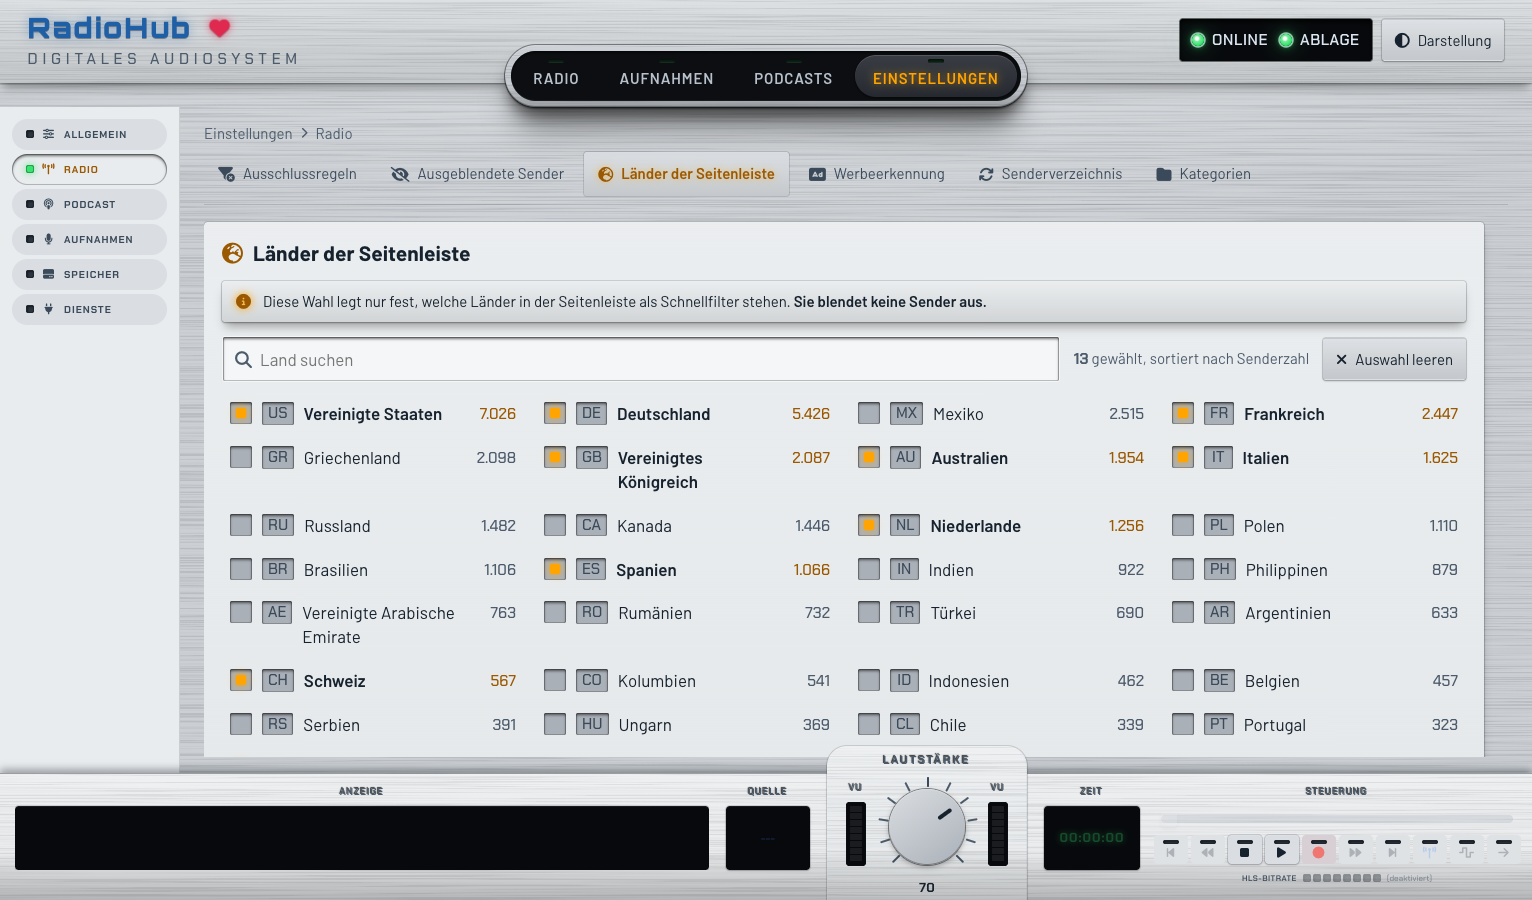 RadioHub
DIGITALES AUDIOSYSTEM
RADIO AUFNAHMEN PODCASTS EINSTELLUNGEN
ONLINE ABLAGE
Darstellung
ALLGEMEIN
RADIO
PODCAST
AUFNAHMEN
SPEICHER
DIENSTE
Einstellungen > Radio
Ausschlussregeln Ausgeblendete Sender Länder der Seitenleiste Werbeerkennung Senderverzeichnis Kategorien
Länder der Seitenleiste
Diese Wahl legt nur fest, welche Länder in der Seitenleiste als Schnellfilter stehen. Sie blendet keine Sender aus.
Land suchen
13 gewählt, sortiert nach Senderzahl
Auswahl leeren
US Vereinigte Staaten 7.026 DE Deutschland 5.426 MX Mexiko 2.515 FR Frankreich 2.447
GR Griechenland 2.098 GB Vereinigtes Königreich 2.087 AU Australien 1.954 IT Italien 1.625
RU Russland 1.482 CA Kanada 1.446 NL Niederlande 1.256 PL Polen 1.110
BR Brasilien 1.106 ES Spanien 1.066 IN Indien 922 PH Philippinen 879
AE Vereinigte Arabische Emirate 763 RO Rumänien 732 TR Türkei 690 AR Argentinien 633
CH Schweiz 567 CO Kolumbien 541 ID Indonesien 462 BE Belgien 457
RS Serbien 391 HU Ungarn 369 CL Chile 339 PT Portugal 323
ANZEIGE
QUELLE
---
LAUTSTÄRKE
VU VU
70
ZEIT
00:00:00
STEUERUNG
HLS-BITRATE [deaktiviert]